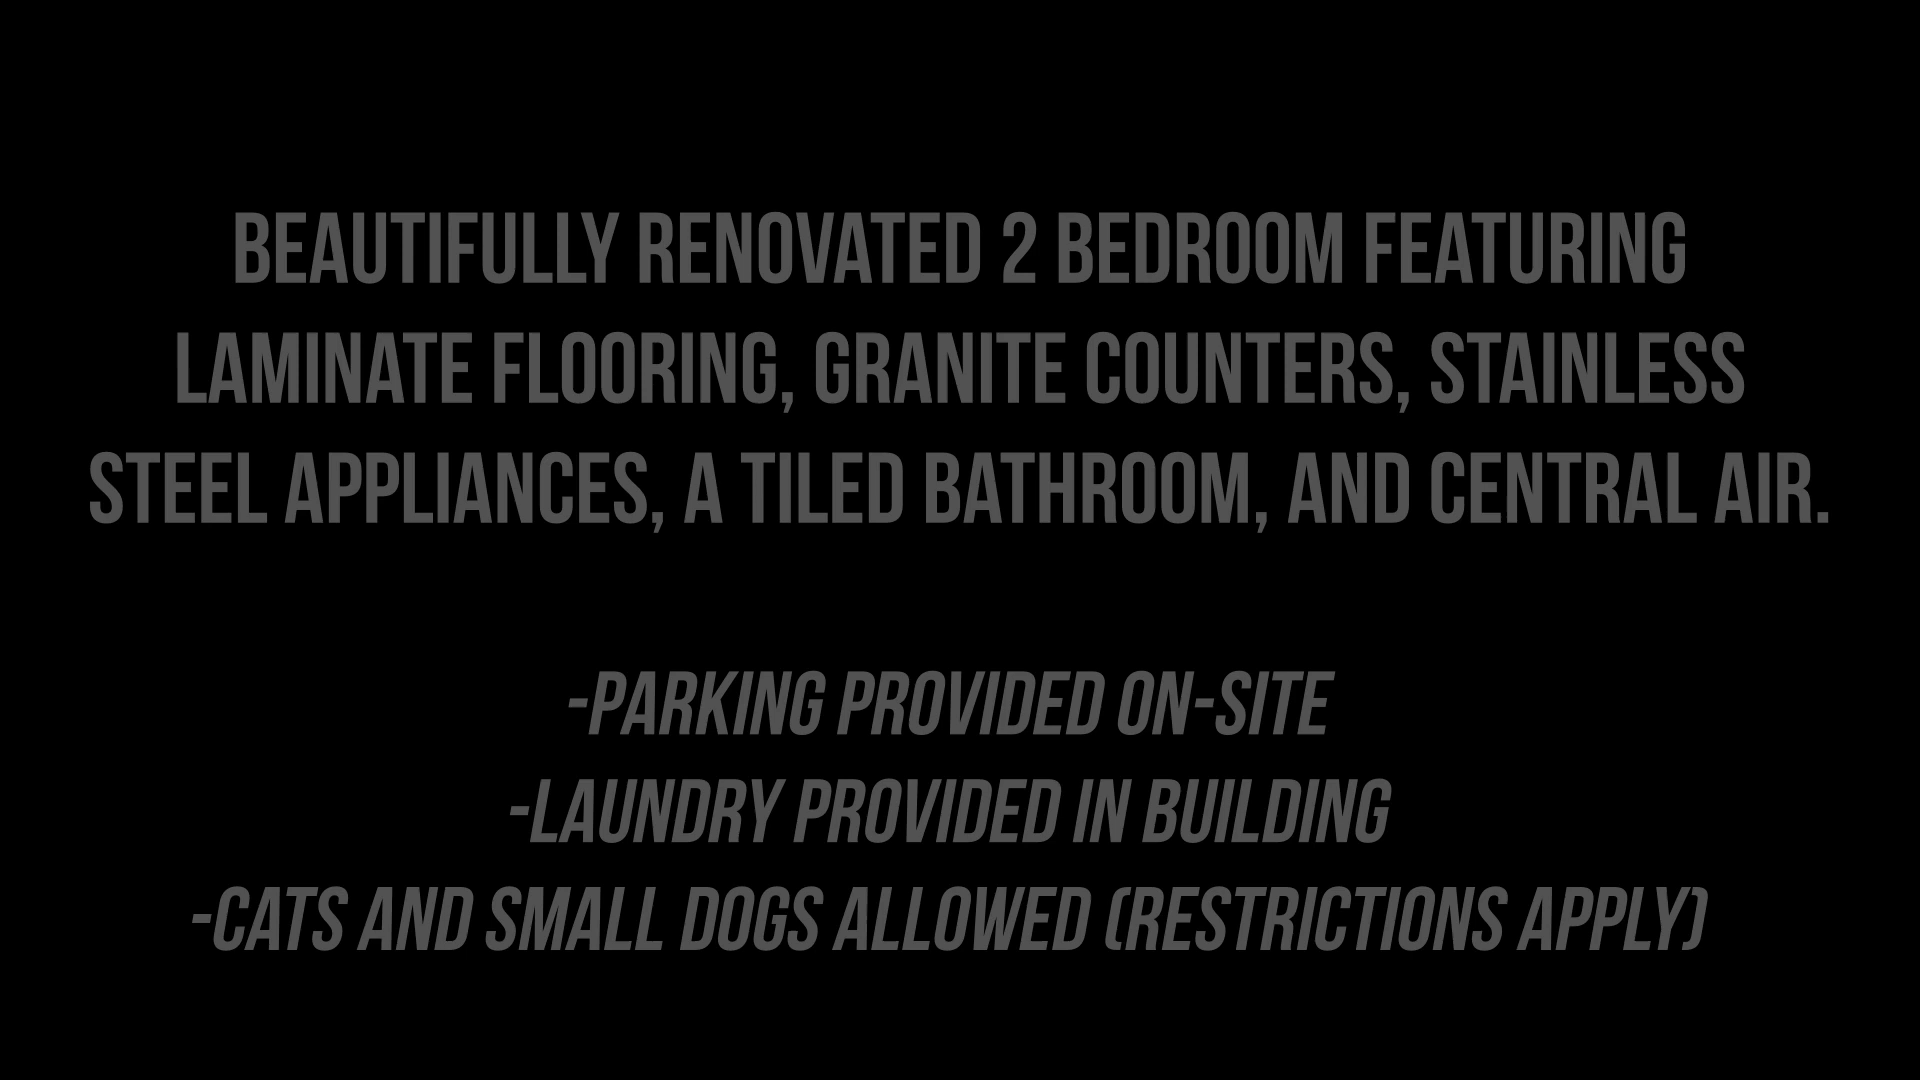 BEAUTIFULLY RENOVATED 2 BEDROOM FEATURING
LAMINATE FLOORING, GRANITE COUNTERS, STAINLESS
STEEL APPLIANCES, A TILED BATHROOM, AND CENTRAL AIR.
-PARKING PROVIDED ON-SITE
-LAUNDRY PROVIDED IN BUILDING
-CATS AND SMALL DOGS ALLOWED (RESTRICTIONS APPLY)